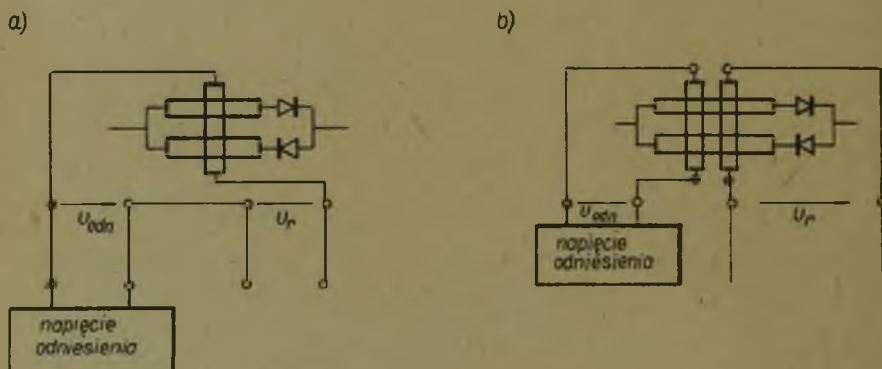 a)
U_odn
U_r
napięcie
odniesienia
b)
U_odn
U_r
napięcie
odniesienia